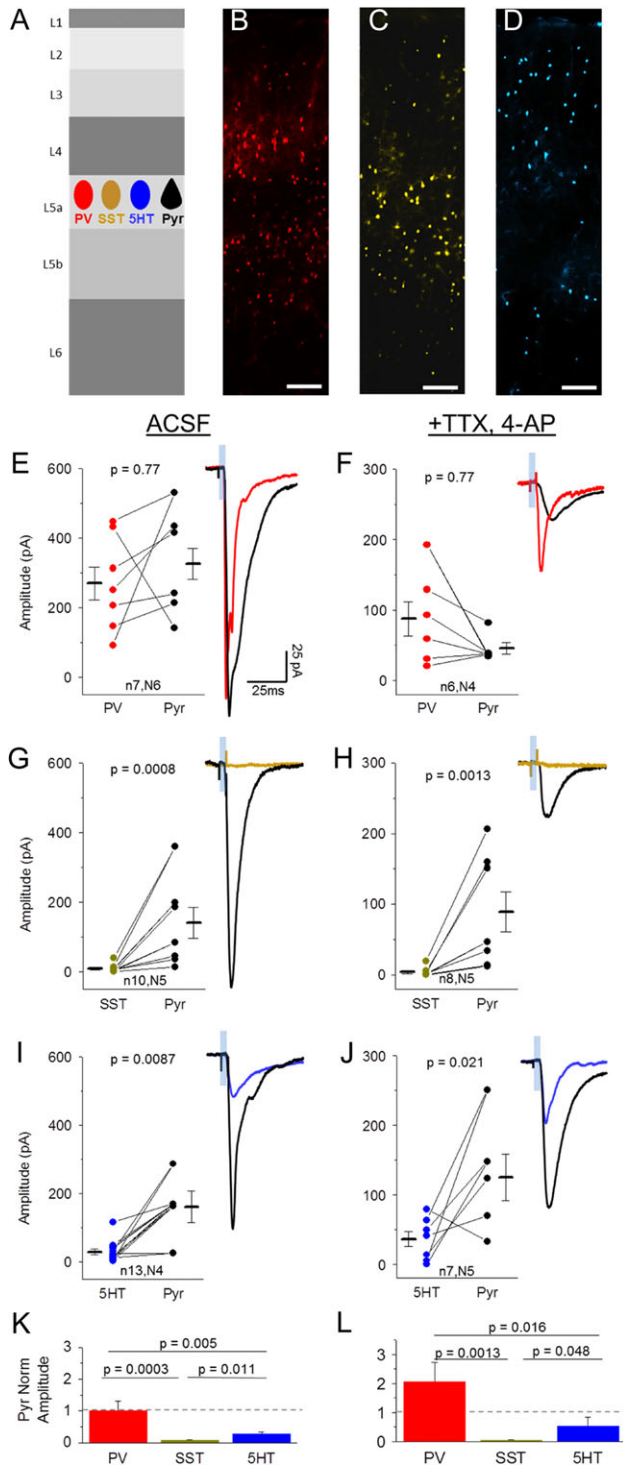 A
B
C
D
L1
L2
L3
L4
L5a
L5b
L6
PV SST 5HT Pyr
ACSF
+TTX, 4-AP
E
600
400
200
0
Amplitude (pA)
p = 0.77
n7,N6
PV Pyr
25 pA
25ms
F
300
200
100
0
p = 0.77
n6,N4
PV Pyr
G
600
400
200
0
Amplitude (pA)
p = 0.0008
n10,N5
SST Pyr
H
300
200
100
0
p = 0.0013
n8,N5
SST Pyr
I
600
400
200
0
Amplitude (pA)
p = 0.0087
n13,N4
5HT Pyr
J
300
200
100
0
p = 0.021
n7,N5
5HT Pyr
K
Pyr Norm
Amplitude
3
2
1
0
p = 0.005
p = 0.0003 p = 0.011
PV SST 5HT
L
3
2
1
0
p = 0.016
p = 0.0013 p = 0.048
PV SST 5HT